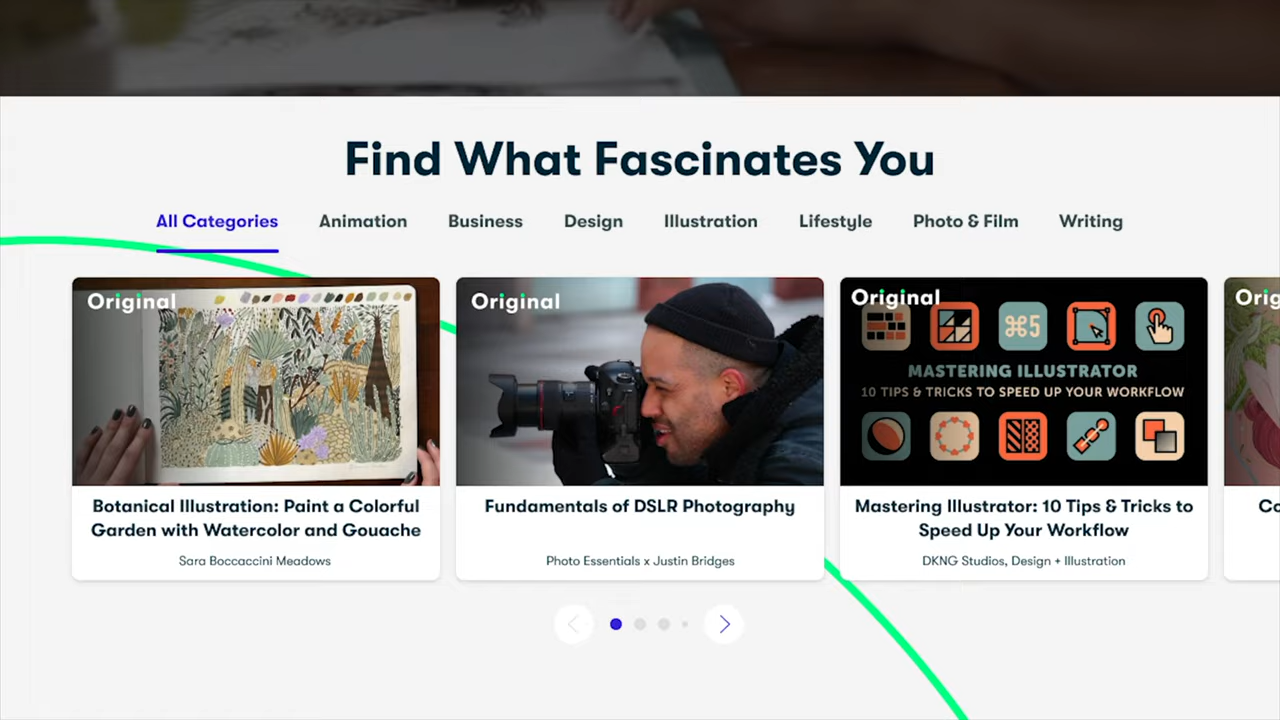 Find What Fascinates You
All Categories Animation Business Design Illustration Lifestyle Photo & Film Writing
Original
Botanical Illustration: Paint a Colorful
Garden with Watercolor and Gouache
Sara Boccaccini Meadows
Original
Fundamentals of DSLR Photography
Photo Essentials x Justin Bridges
Original
⌘5
MASTERING ILLUSTRATOR
10 TIPS & TRICKS TO SPEED UP YOUR WORKFLOW
Mastering Illustrator: 10 Tips & Tricks to
Speed Up Your Workflow
DKNG Studios, Design + Illustration